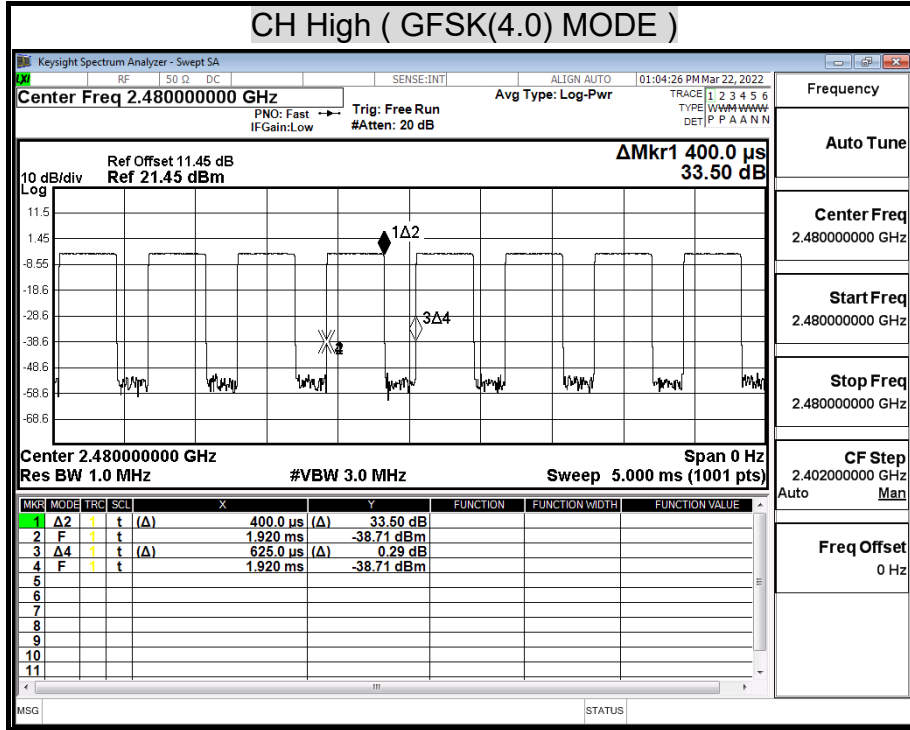 CH High ( GFSK(4.0) MODE )
Keysight Spectrum Analyzer - Swept SA
LXI RF 50 Ω DC SENSE:INT ALIGN AUTO 01:04:26 PM Mar 22, 2022
Center Freq 2.480000000 GHz
PNO: Fast
IFGain:Low
Trig: Free Run
#Atten: 20 dB
Avg Type: Log-Pwr
TRACE 1 2 3 4 5 6
TYPE WWMWWWW
DET P P A A N N
Frequency
Auto Tune
Center Freq
2.480000000 GHz
Start Freq
2.480000000 GHz
Stop Freq
2.480000000 GHz
CF Step
2.402000000 GHz
Auto Man
Freq Offset
0 Hz
ΔMkr1 400.0 µs
33.50 dB
Ref Offset 11.45 dB
10 dB/div Ref 21.45 dBm
Log
11.5
1.45
-8.55
-18.6
-28.6
-38.6
-48.6
-58.6
-68.6
1Δ2
3Δ4
Center 2.480000000 GHz Span 0 Hz
Res BW 1.0 MHz #VBW 3.0 MHz Sweep 5.000 ms (1001 pts)
MKR MODE TRC SCL X Y FUNCTION FUNCTION WIDTH FUNCTION VALUE
1 Δ2 1 t (Δ) 400.0 µs (Δ) 33.50 dB
2 F 1 t 1.920 ms -38.71 dBm
3 Δ4 1 t (Δ) 625.0 µs (Δ) 0.29 dB
4 F 1 t 1.920 ms -38.71 dBm
5
6
7
8
9
10
11
MSG STATUS